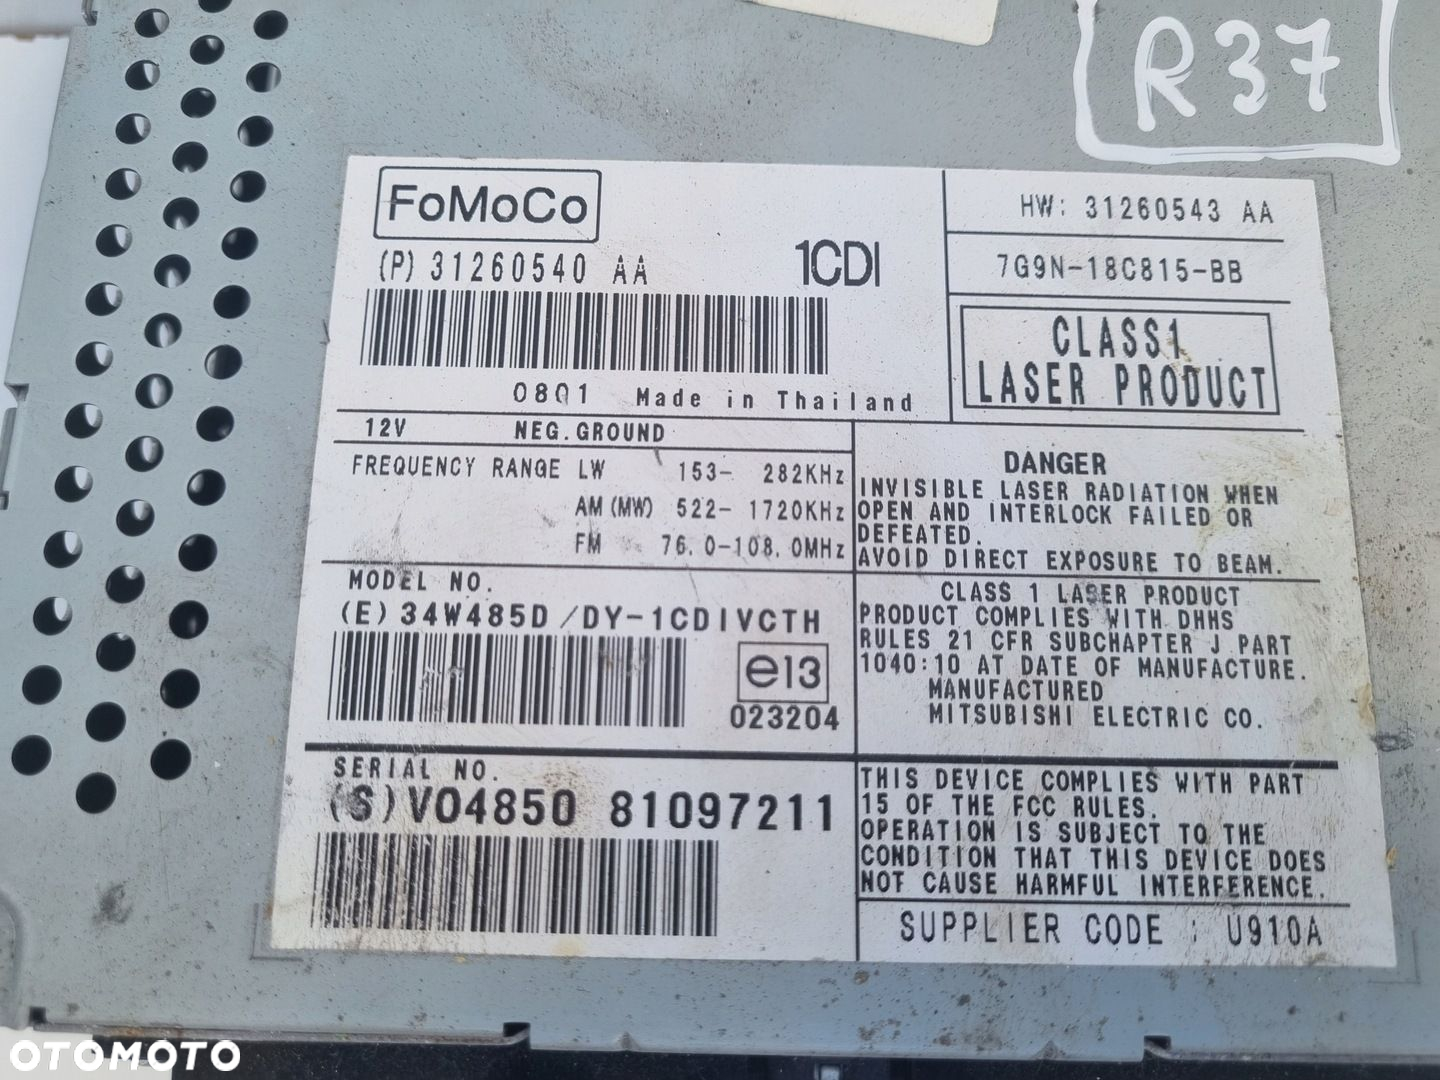 R37
FoMoCo
(P) 31260540 AA
1CDI
0801 Made in Thailand
HW: 31260543 AA
7G9N-18C815-BB
CLASS1
LASER PRODUCT
12V NEG.GROUND
FREQUENCY RANGE LW 153- 282KHz
AM(MW) 522- 1720KHz
FM 76.0-108.0MHz
DANGER
INVISIBLE LASER RADIATION WHEN
OPEN AND INTERLOCK FAILED OR
DEFEATED.
AVOID DIRECT EXPOSURE TO BEAM.
MODEL NO.
(E) 34W485D /DY-1CDIVCTH
e13
023204
CLASS 1 LASER PRODUCT
PRODUCT COMPLIES WITH DHHS
RULES 21 CFR SUBCHAPTER J PART
1040:10 AT DATE OF MANUFACTURE.
MANUFACTURED
MITSUBISHI ELECTRIC CO.
SERIAL NO.
(S) VO4850 81097211
THIS DEVICE COMPLIES WITH PART
15 OF THE FCC RULES.
OPERATION IS SUBJECT TO THE
CONDITION THAT THIS DEVICE DOES
NOT CAUSE HARMFUL INTERFERENCE.
SUPPLIER CODE : U910A
OTOMOTO